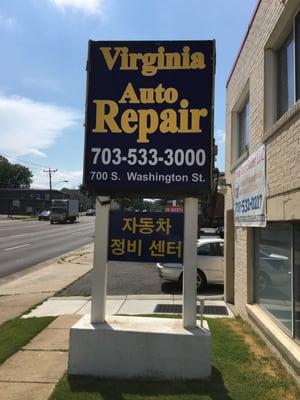 Virginia
Auto
Repair
703-533-3000
700 S. Washington St.
자동차
정비 센터